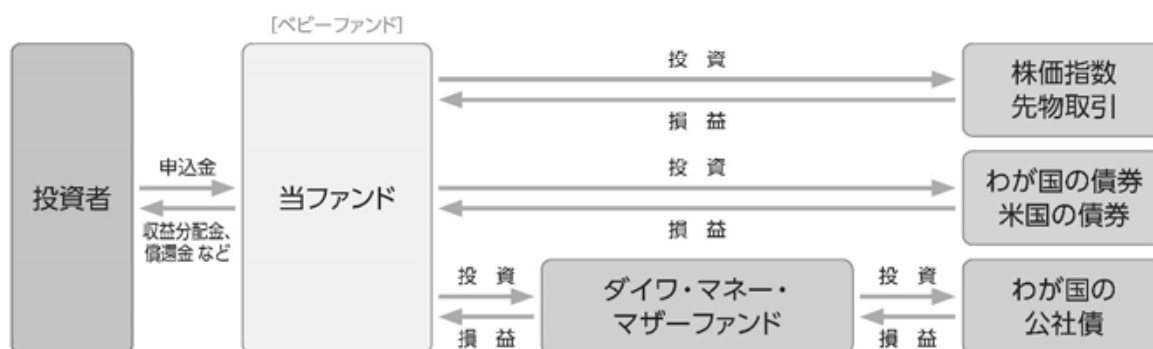 [ベビーファンド]
投資者
申込金
収益分配金、
償還金 など
当ファンド
投 資
損 益
株価指数
先物取引
投 資
損 益
わが国の債券
米国の債券
投 資
損 益
ダイワ・マネー・
マザーファンド
投 資
損 益
わが国の
公社債